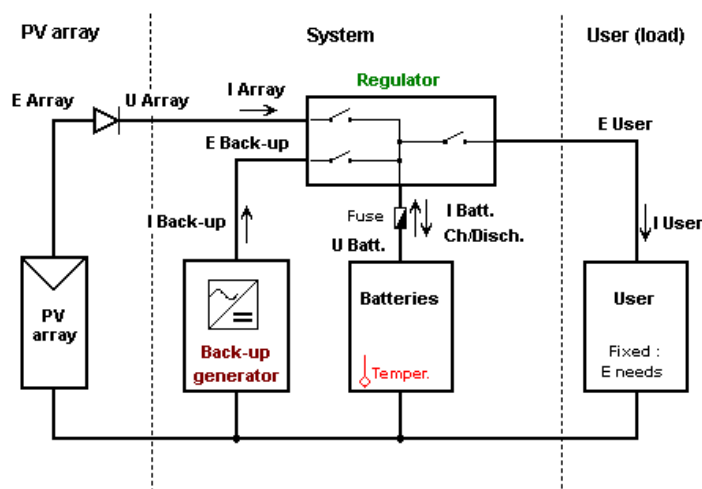 PV array
System
User (load)
Regulator
E Array
U Array
I Array
E Back-up
E User
I Back-up
Fuse
I Batt.
Ch/Disch.
U Batt.
I User
PV
array
Back-up
generator
Batteries
Temper.
User
Fixed :
E needs